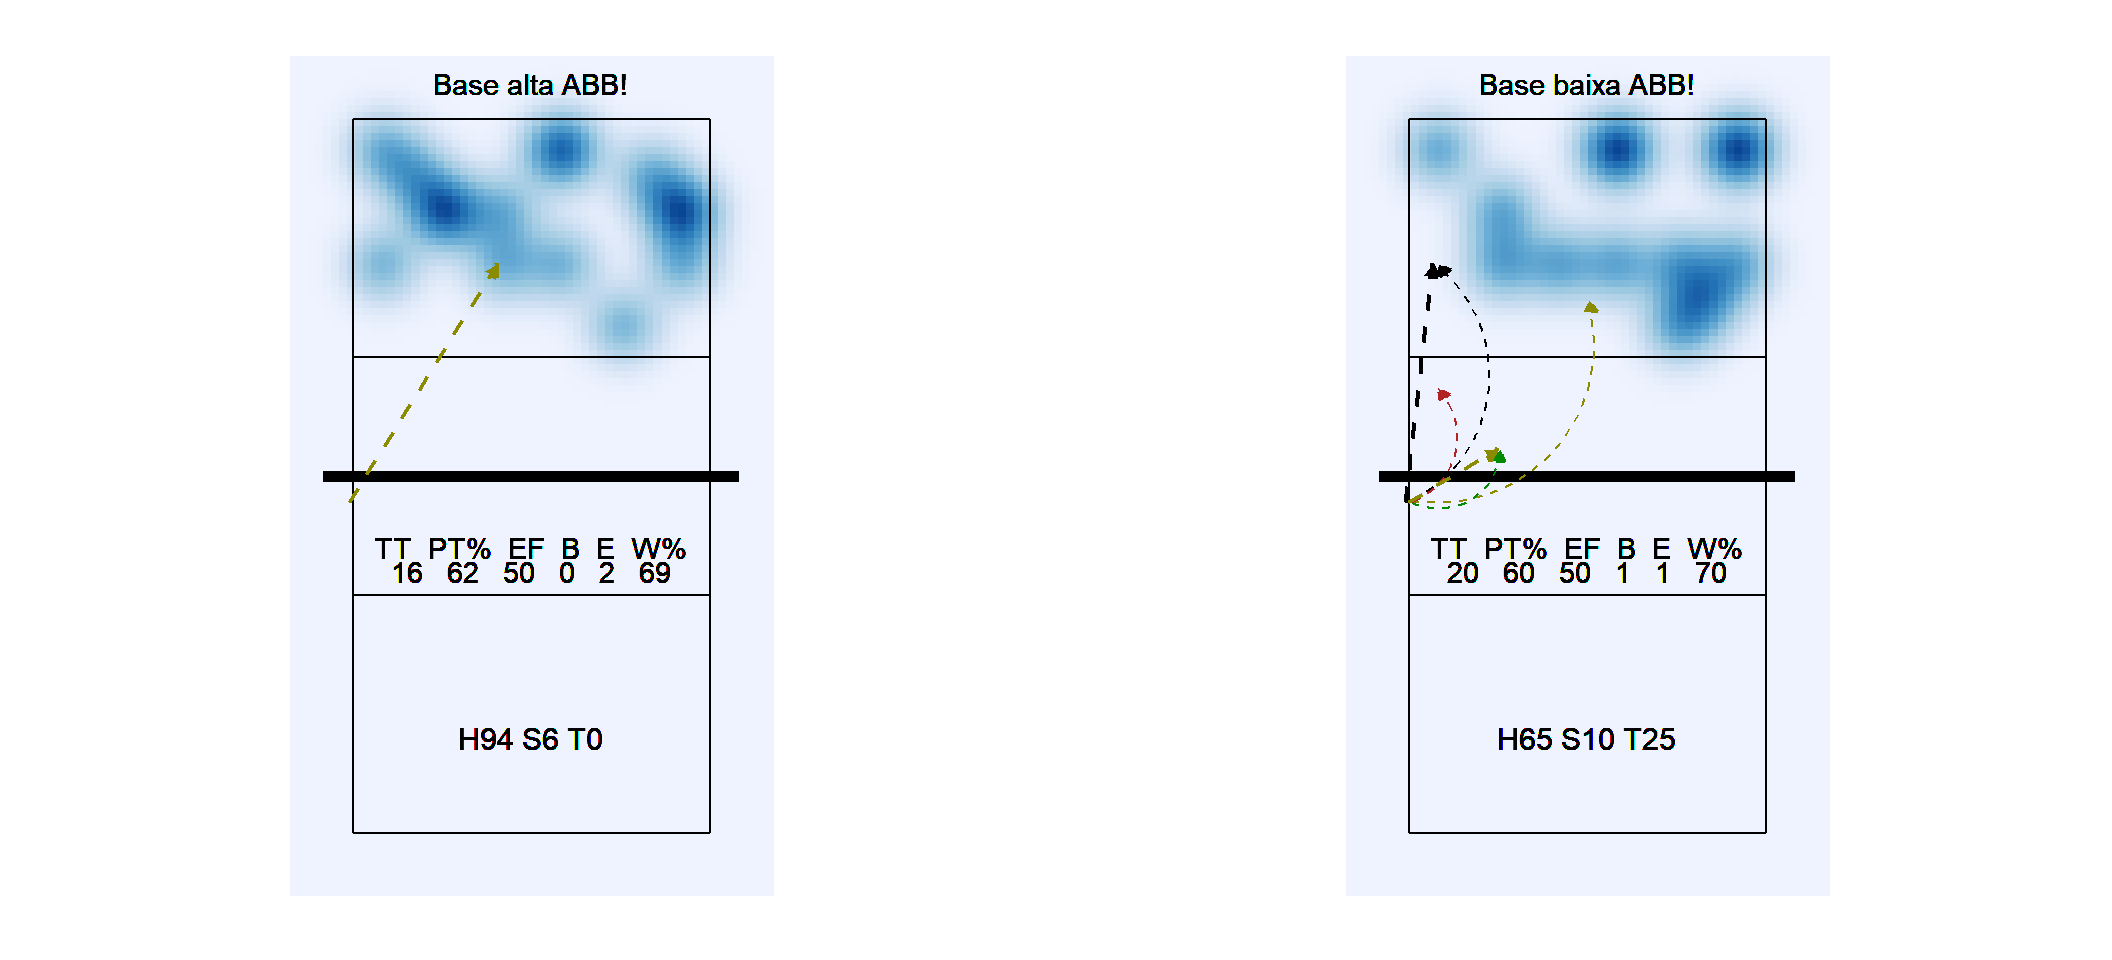 Base alta ABB!
TT PT% EF B E W%
16 62 50 0 2 69
H94 S6 T0
Base baixa ABB!
TT PT% EF B E W%
20 60 50 1 1 70
H65 S10 T25